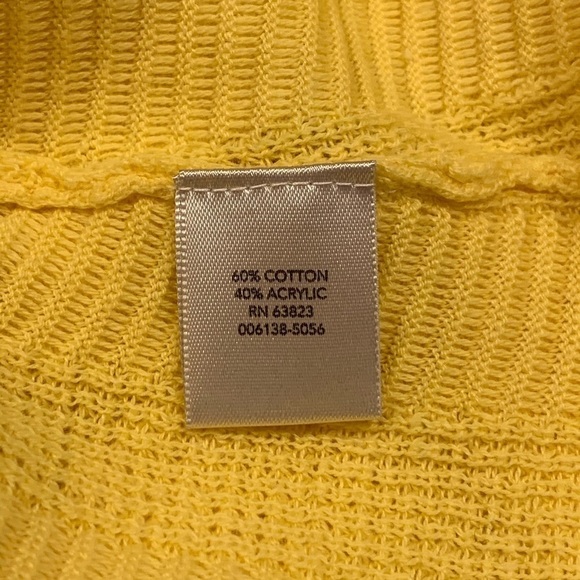 60% COTTON
40% ACRYLIC
RN 63823
006138-5056